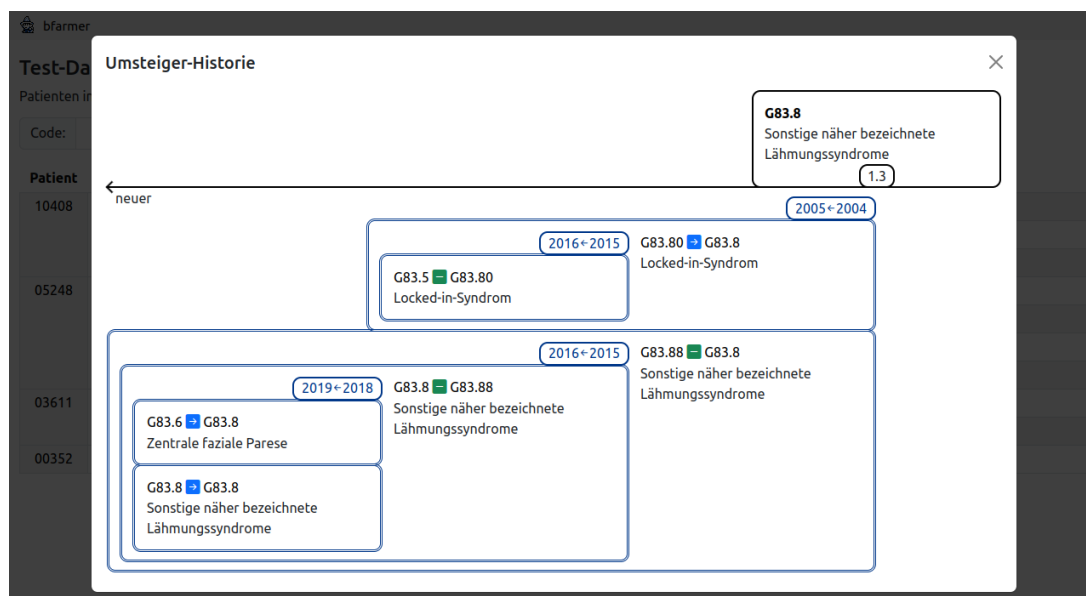 bfarmer
Test-Da
Patienten in
Code:
Patient
10408
05248
03611
00352
Umsteiger-Historie
G83.8
Sonstige näher bezeichnete
Lähmungssyndrome
1.3
neuer
2005←2004
2016←2015
G83.80 → G83.8
Locked-in-Syndrom
G83.5 − G83.80
Locked-in-Syndrom
2016←2015
G83.88 − G83.8
Sonstige näher bezeichnete
Lähmungssyndrome
2019←2018
G83.8 − G83.88
Sonstige näher bezeichnete
Lähmungssyndrome
G83.6 → G83.8
Zentrale faziale Parese
G83.8 → G83.8
Sonstige näher bezeichnete
Lähmungssyndrome